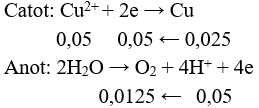 Catot: Cu²⁺ + 2e → Cu
0,05 0,05 ← 0,025
Anot: 2H₂O → O₂ + 4H⁺ + 4e
0,0125 ← 0,05